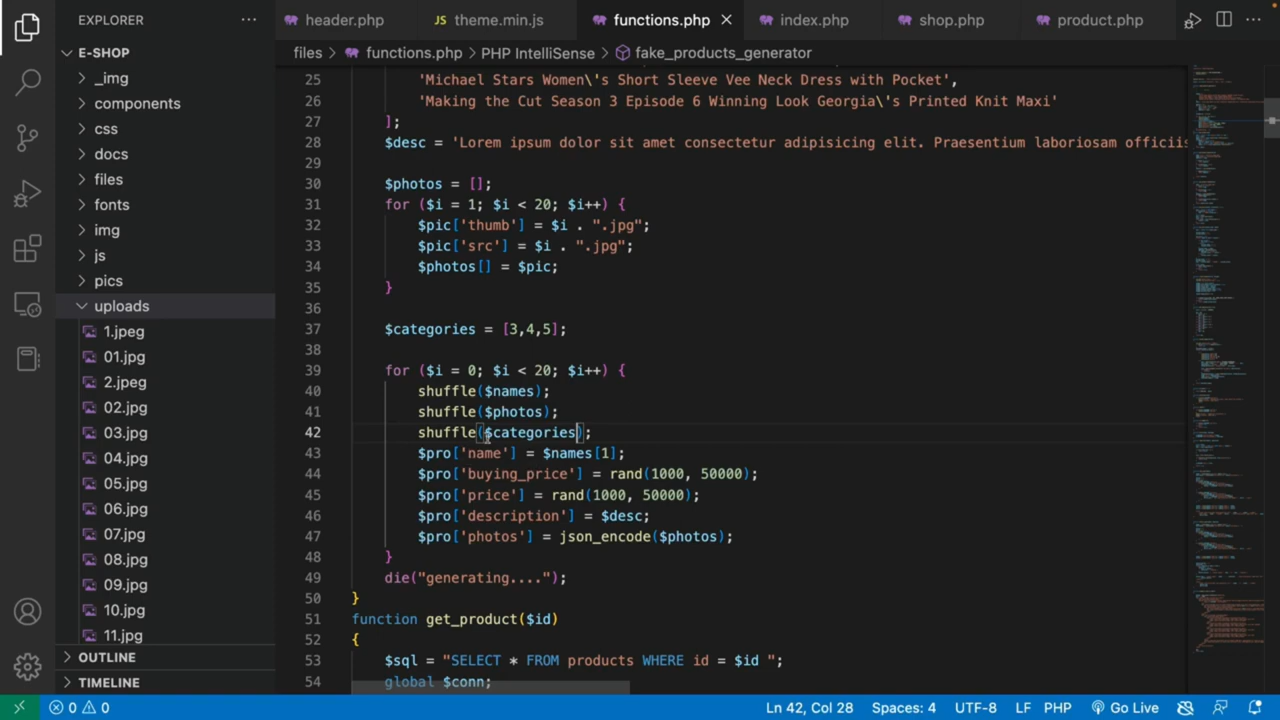 EXPLORER
header.php
theme.min.js
functions.php
index.php
shop.php
product.php
E-SHOP
_img
components
css
docs
files
fonts
img
js
pics
uploads
1.jpeg
01.jpg
2.jpeg
02.jpg
03.jpg
04.jpg
05.jpg
06.jpg
07.jpg
08.jpg
09.jpg
10.jpg
11.jpg
OUTLINE
TIMELINE
files > functions.php > PHP IntelliSense > fake_products_generator
25 'Michael Stars Women\'s Short Sleeve Vee Neck Dress with Pocket',
26 'Making the Cut Season 3 Episode 6 Winning Look Georgia\'s Printed Knit Maxi'
27 ];
28 $desc = 'Lorem ipsum dolor sit amet consectetur adipisicing elit. Praesentium laboriosam officiis
29
30 $photos = [];
31 for ($i = 1; $i < 20; $i++) {
32 $pic['thumb'] = $i . ".jpg";
33 $pic['src'] = $i . ".jpg";
34 $photos[] = $pic;
35 }
36
37 $categories = [3,4,5];
38
39 for ($i = 0; $i < 20; $i++) {
40 shuffle($names);
41 shuffle($photos);
42 shuffle($categories);
43 $pro['name'] = $names[1];
44 $pro['buying_price'] = rand(1000, 50000);
45 $pro['price'] = rand(1000, 50000);
46 $pro['description'] = $desc;
47 $pro['photos'] = json_encode($photos);
48 }
49 die("generating....");
50 }
51 function get_product($id)
52 {
53 $sql = "SELECT * FROM products WHERE id = $id ";
54 global $conn;
0 0 Ln 42, Col 28 Spaces: 4 UTF-8 LF PHP Go Live